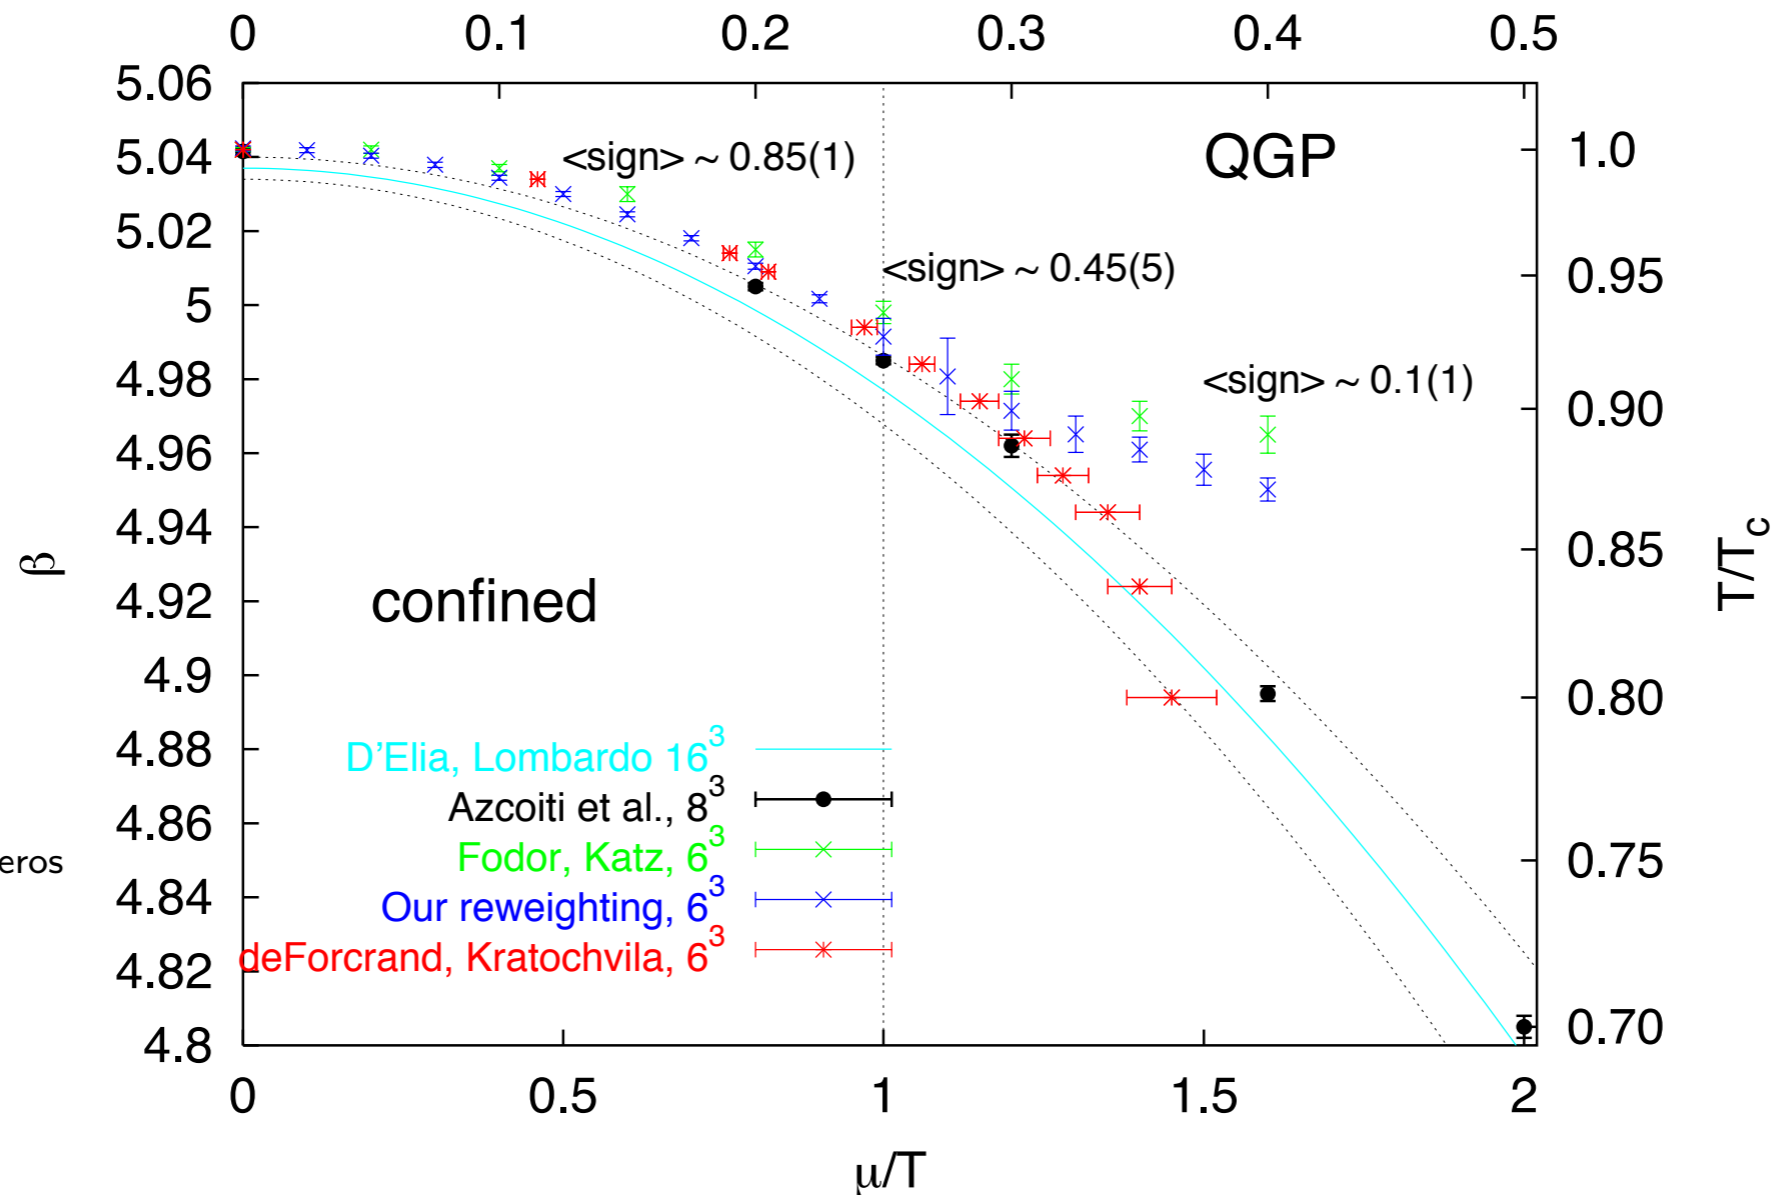 0 0.1 0.2 0.3 0.4 0.5
5.06
5.04
5.02
5
4.98
4.96
4.94
4.92
4.9
4.88
4.86
4.84
4.82
4.8
β
<sign> ~ 0.85(1)
QGP
<sign> ~ 0.45(5)
<sign> ~ 0.1(1)
confined
D'Elia, Lombardo 16³
Azcoiti et al., 8³
Fodor, Katz, 6³
Our reweighting, 6³
deForcrand, Kratochvila, 6³
eros
1.0
0.95
0.90
0.85
0.80
0.75
0.70
T/Tc
0 0.5 1 1.5 2
μ/T